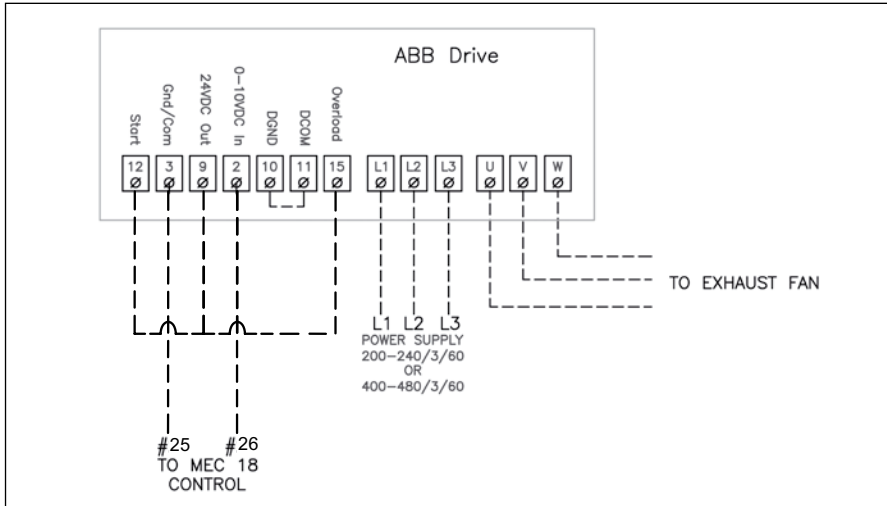 ABB Drive
Start
Gnd/Com
24VDC Out
0-10VDC In
DGND
DCOM
Overload
12 3 9 2 10 11 15 L1 L2 L3 U V W
TO EXHAUST FAN
L1 L2 L3
POWER SUPPLY
200-240/3/60
OR
400-480/3/60
#25 #26
TO MEC 18
CONTROL